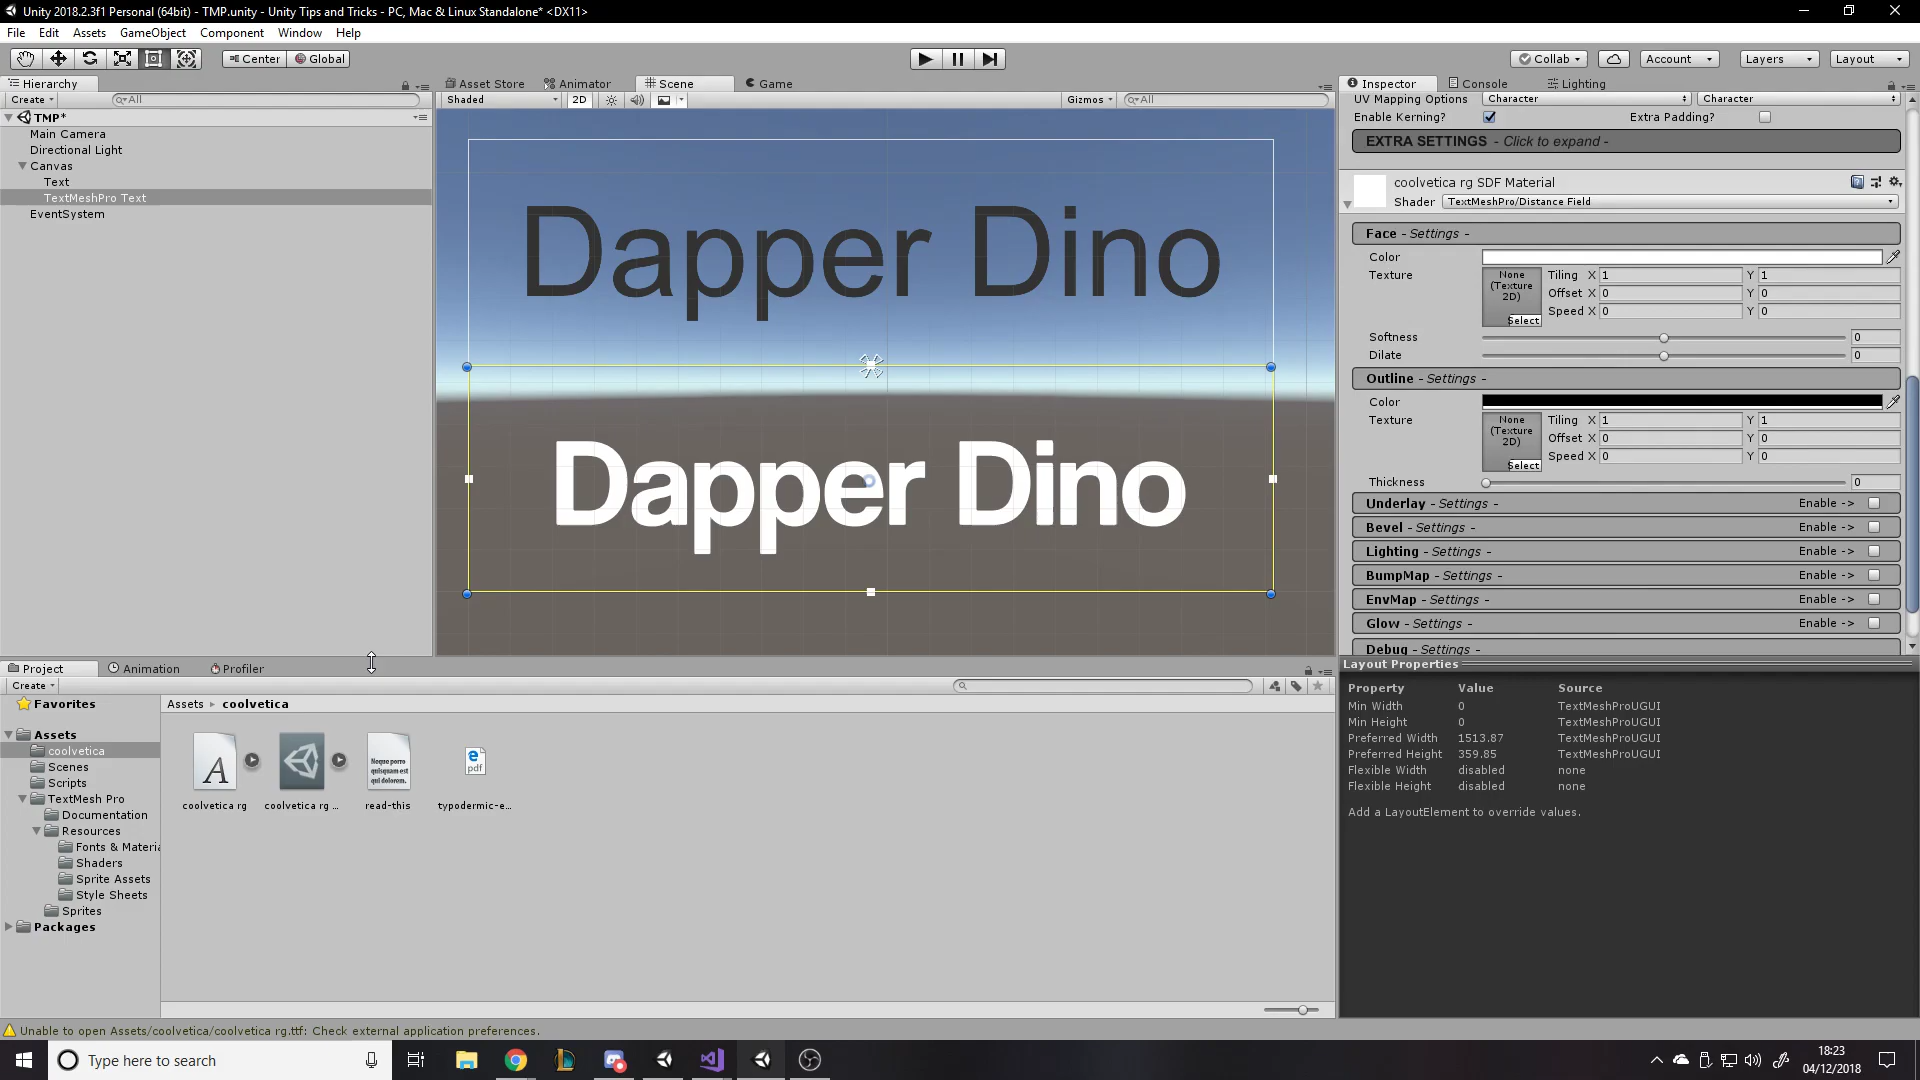 Unity 2018.2.3f1 Personal (64bit) - TMP.unity - Unity Tips and Tricks - PC, Mac & Linux Standalone* <DX11>
File Edit Assets GameObject Component Window Help
Center Global
Collab Account Layers Layout
Hierarchy
Create All
TMP*
Main Camera
Directional Light
Canvas
Text
TextMeshPro Text
EventSystem
Asset Store Animator Scene Game
Shaded 2D Gizmos All
Dapper Dino
Dapper Dino
Inspector Console Lighting
UV Mapping Options Character Character
Enable Kerning? Extra Padding?
EXTRA SETTINGS - Click to expand -
coolvetica rg SDF Material
Shader TextMeshPro/Distance Field
Face - Settings -
Color
Texture None (Texture 2D) Select
Tiling X 1 Y 1
Offset X 0 Y 0
Speed X 0 Y 0
Softness 0
Dilate 0
Outline - Settings -
Color
Texture None (Texture 2D) Select
Tiling X 1 Y 1
Offset X 0 Y 0
Speed X 0 Y 0
Thickness 0
Underlay - Settings - Enable ->
Bevel - Settings - Enable ->
Lighting - Settings - Enable ->
BumpMap - Settings - Enable ->
EnvMap - Settings - Enable ->
Glow - Settings - Enable ->
Debug - Settings -
Layout Properties
Property Value Source
Min Width 0 TextMeshProUGUI
Min Height 0 TextMeshProUGUI
Preferred Width 1513.87 TextMeshProUGUI
Preferred Height 359.85 TextMeshProUGUI
Flexible Width disabled none
Flexible Height disabled none
Add a LayoutElement to override values.
Project Animation Profiler
Create
Favorites
Assets
coolvetica
Scenes
Scripts
TextMesh Pro
Documentation
Resources
Fonts & Materia
Shaders
Sprite Assets
Style Sheets
Sprites
Packages
Assets coolvetica
A
Neque porro quisquam est qui dolorem.
e pdf
coolvetica rg coolvetica rg ... read-this typodermic-e...
Unable to open Assets/coolvetica/coolvetica rg.ttf: Check external application preferences.
Type here to search
18:23
04/12/2018